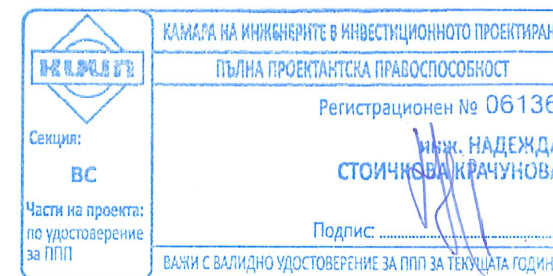 КАМАРА НА ИНЖЕНЕРИТЕ В ИНВЕСТИЦИОННОТО ПРОЕКТИРАН
КИИП
ПЪЛНА ПРОЕКТАНТСКА ПРАВОСПОСОБНОСТ
Регистрационен № 06136
Секция:
ВС
инж. НАДЕЖДА
СТОИЧКОВА КРАЧУНОВА
Части на проекта:
по удостоверение
за ППП
Подпис:
ВАЖИ С ВАЛИДНО УДОСТОВЕРЕНИЕ ЗА ППП ЗА ТЕКУЩАТА ГОДИН